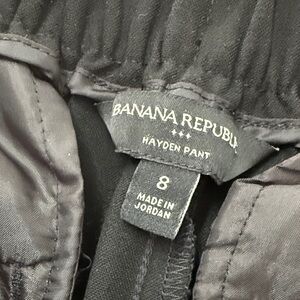 BANANA REPUBLIC
HAYDEN PANT
8
MADE IN
JORDAN